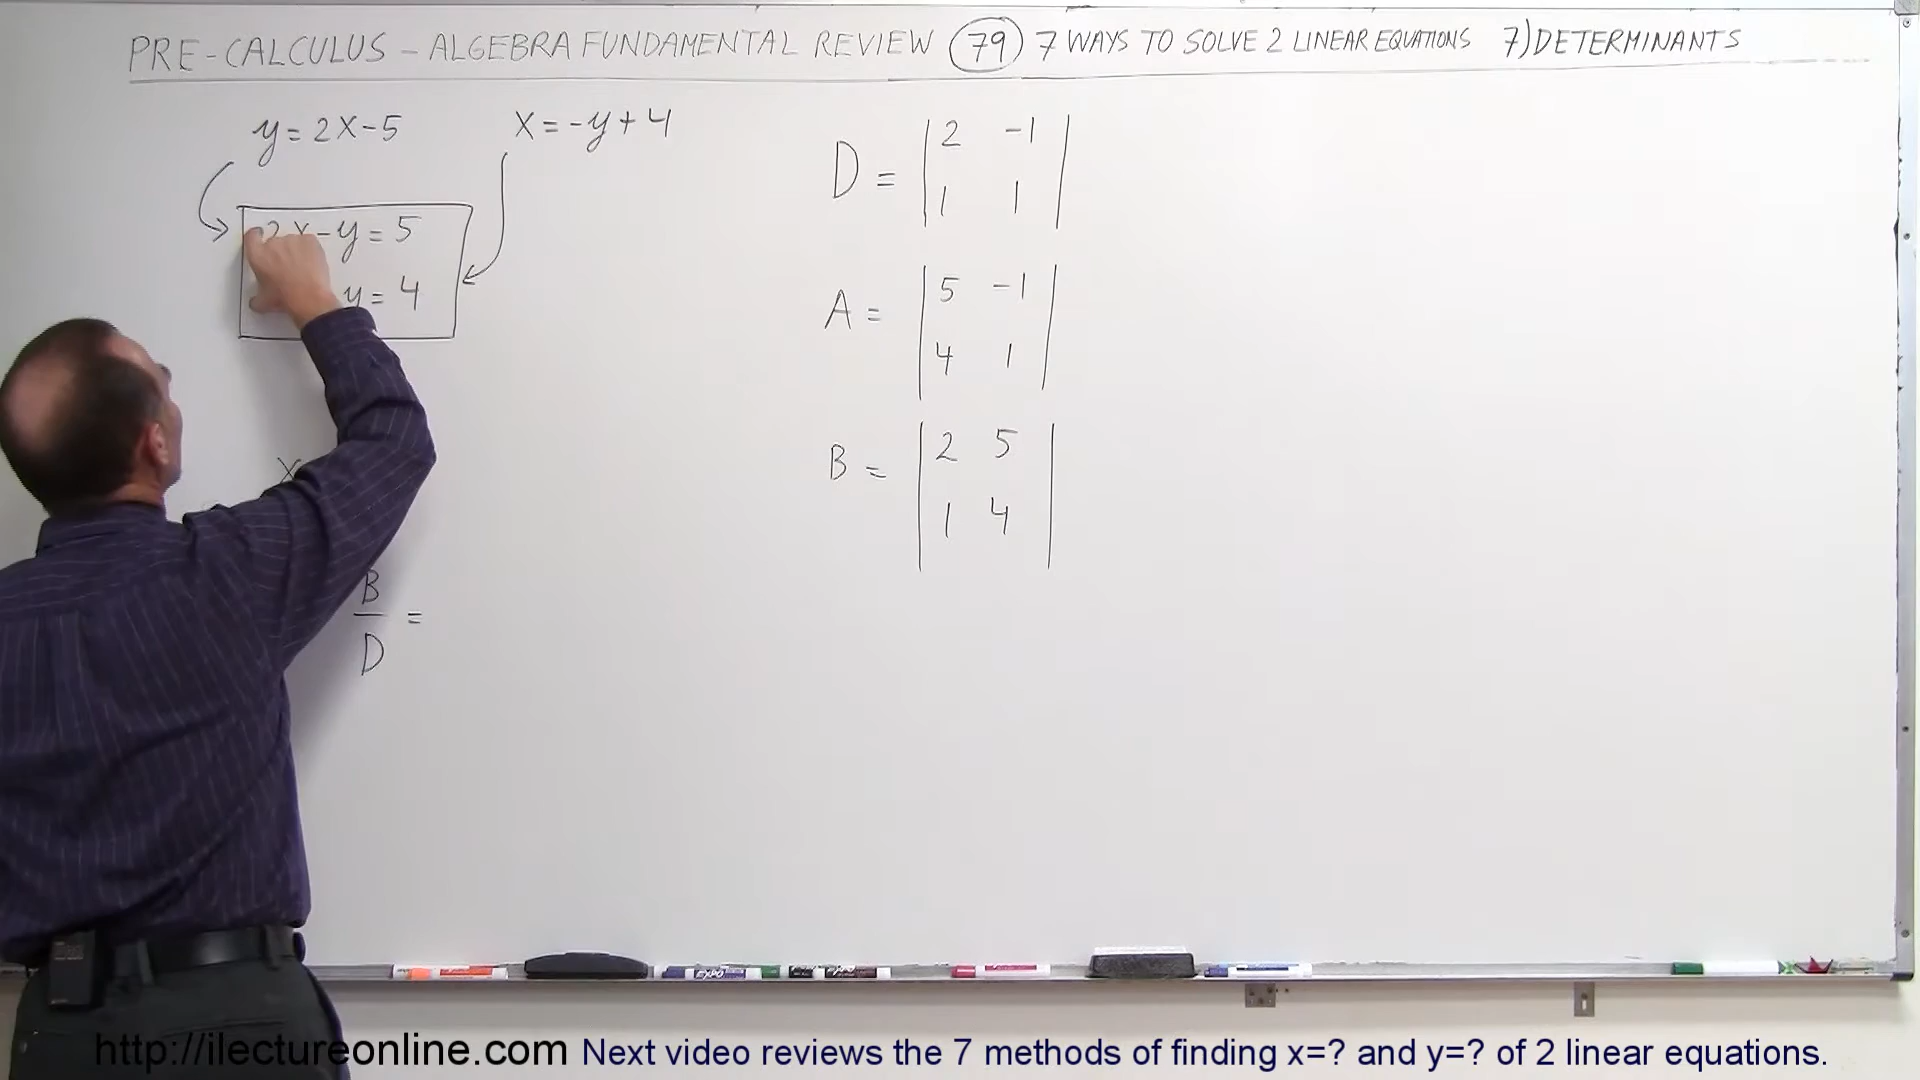 PRE-CALCULUS - ALGEBRA FUNDAMENTAL REVIEW 79 7 WAYS TO SOLVE 2 LINEAR EQUATIONS 7) DETERMINANTS
y = 2x - 5
x = -y + 4
2x - y = 5
y = 4
x
B
D
=
D =
2 -1
1 1
A =
5 -1
4 1
B =
2 5
1 4
EXPO
http://ilectureonline.com Next video reviews the 7 methods of finding x=? and y=? of 2 linear equations.